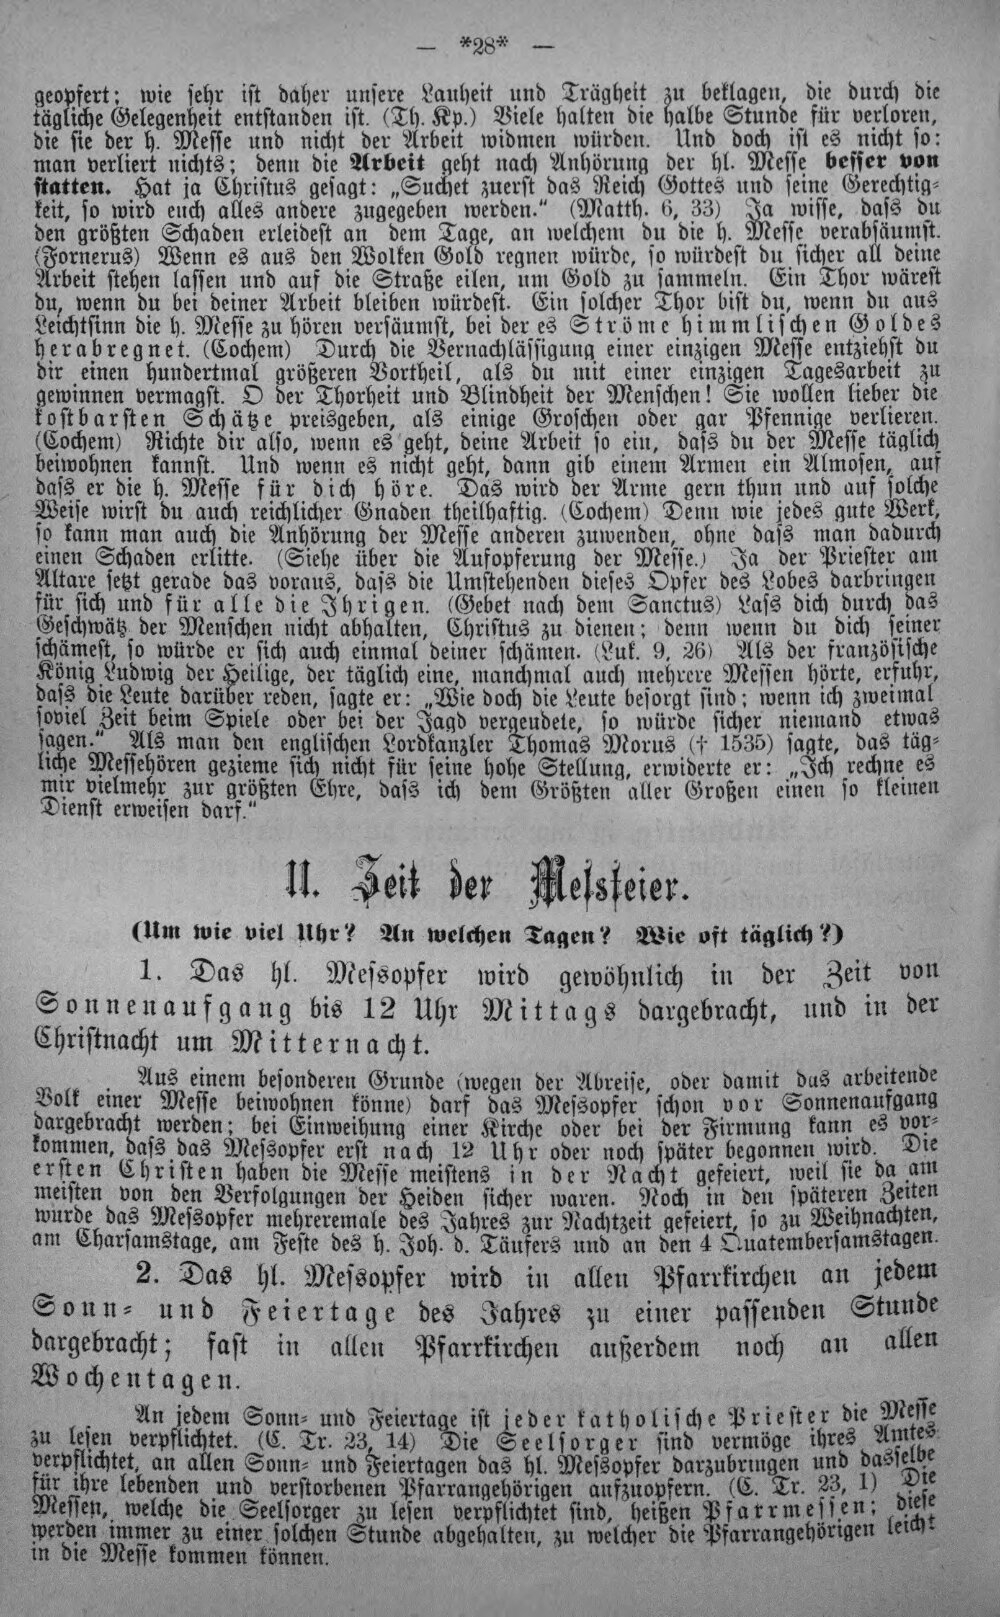 — *28* —
geopfert; wie sehr ist daher unsere Lauheit und Trägheit zu beklagen, die durch die
tägliche Gelegenheit entstanden ist. (Th. Kp.) Viele halten die halbe Stunde für verloren,
die sie der h. Messe und nicht der Arbeit widmen würden. Und doch ist es nicht so:
man verliert nichts; denn die Arbeit geht nach Anhörung der hl. Messe besser von
statten. Hat ja Christus gesagt: „Suchet zuerst das Reich Gottes und seine Gerechtig-
keit, so wird euch alles andere zugegeben werden.“ (Matth. 6, 33) Ja wisse, dass du
den größten Schaden erleidest an dem Tage, an welchem du die h. Messe verabsäumst.
(Fornerus) Wenn es aus den Wolken Gold regnen würde, so würdest du sicher all deine
Arbeit stehen lassen und auf die Straße eilen, um Gold zu sammeln. Ein Thor wärest
du, wenn du bei deiner Arbeit bleiben würdest. Ein solcher Thor bist du, wenn du aus
Leichtsinn die h. Messe zu hören versäumst, bei der es Ströme himmlischen Goldes
herabregnet. (Cochem) Durch die Vernachlässigung einer einzigen Messe entziehst du
dir einen hundertmal größeren Vortheil, als du mit einer einzigen Tagesarbeit zu
gewinnen vermagst. O der Thorheit und Blindheit der Menschen! Sie wollen lieber die
kostbarsten Schätze preisgeben, als einige Groschen oder gar Pfennige verlieren.
(Cochem) Richte dir also, wenn es geht, deine Arbeit so ein, dass du der Messe täglich
beiwohnen kannst. Und wenn es nicht geht, dann gib einem Armen ein Almosen, auf
dass er die h. Messe für dich höre. Das wird der Arme gern thun und auf solche
Weise wirst du auch reichlicher Gnaden theilhaftig. (Cochem) Denn wie jedes gute Werk,
so kann man auch die Anhörung der Messe anderen zuwenden, ohne dass man dadurch
einen Schaden erlitte. (Siehe über die Aufopferung der Messe.) Ja der Priester am
Altare setzt gerade das voraus, dass die Umstehenden dieses Opfer des Lobes darbringen
für sich und für alle die Ihrigen. (Gebet nach dem Sanctus) Lass dich durch das
Geschwätz der Menschen nicht abhalten, Christus zu dienen; denn wenn du dich seiner
schämest, so würde er sich auch einmal deiner schämen. (Luk. 9, 26) Als der französische
König Ludwig der Heilige, der täglich eine, manchmal auch mehrere Messen hörte, erfuhr,
dass die Leute darüber reden, sagte er: „Wie doch die Leute besorgt sind; wenn ich zweimal
soviel Zeit beim Spiele oder bei der Jagd vergeudete, so würde sicher niemand etwas
sagen.“ Als man den englischen Lordkanzler Thomas Morus († 1535) sagte, das täg-
liche Messehören gezieme sich nicht für seine hohe Stellung, erwiderte er: „Ich rechne es
mir vielmehr zur größten Ehre, dass ich dem Größten aller Großen einen so kleinen
Dienst erweisen darf.“
II. Zeit der Messfeier.
(Um wie viel Uhr? An welchen Tagen? Wie oft täglich?)
1. Das hl. Messopfer wird gewöhnlich in der Zeit von
Sonnenaufgang bis 12 Uhr Mittags dargebracht, und in der
Christnacht um Mitternacht.
Aus einem besonderen Grunde (wegen der Abreise, oder damit das arbeitende
Volk einer Messe beiwohnen könne) darf das Messopfer schon vor Sonnenaufgang
dargebracht werden; bei Einweihung einer Kirche oder bei der Firmung kann es vor-
kommen, dass das Messopfer erst nach 12 Uhr oder noch später begonnen wird. Die
ersten Christen haben die Messe meistens in der Nacht gefeiert, weil sie da am
meisten von den Verfolgungen der Heiden sicher waren. Noch in den späteren Zeiten
wurde das Messopfer mehreremale des Jahres zur Nachtzeit gefeiert, so zu Weihnachten,
am Charsamstage, am Feste des h. Joh. d. Täufers und an den 4 Quatembersamstagen.
2. Das hl. Messopfer wird in allen Pfarrkirchen an jedem
Sonn- und Feiertage des Jahres zu einer passenden Stunde
dargebracht; fast in allen Pfarrkirchen außerdem noch an allen
Wochentagen.
An jedem Sonn- und Feiertage ist jeder katholische Priester die Messe
zu lesen verpflichtet. (C. Tr. 23, 14) Die Seelsorger sind vermöge ihres Amtes
verpflichtet, an allen Sonn- und Feiertagen das hl. Messopfer darzubringen und dasselbe
für ihre lebenden und verstorbenen Pfarrangehörigen aufzuopfern. (C. Tr. 23, 1) Die
Messen, welche die Seelsorger zu lesen verpflichtet sind, heißen Pfarrmessen; diese
werden immer zu einer solchen Stunde abgehalten, zu welcher die Pfarrangehörigen leicht
in die Messe kommen können.